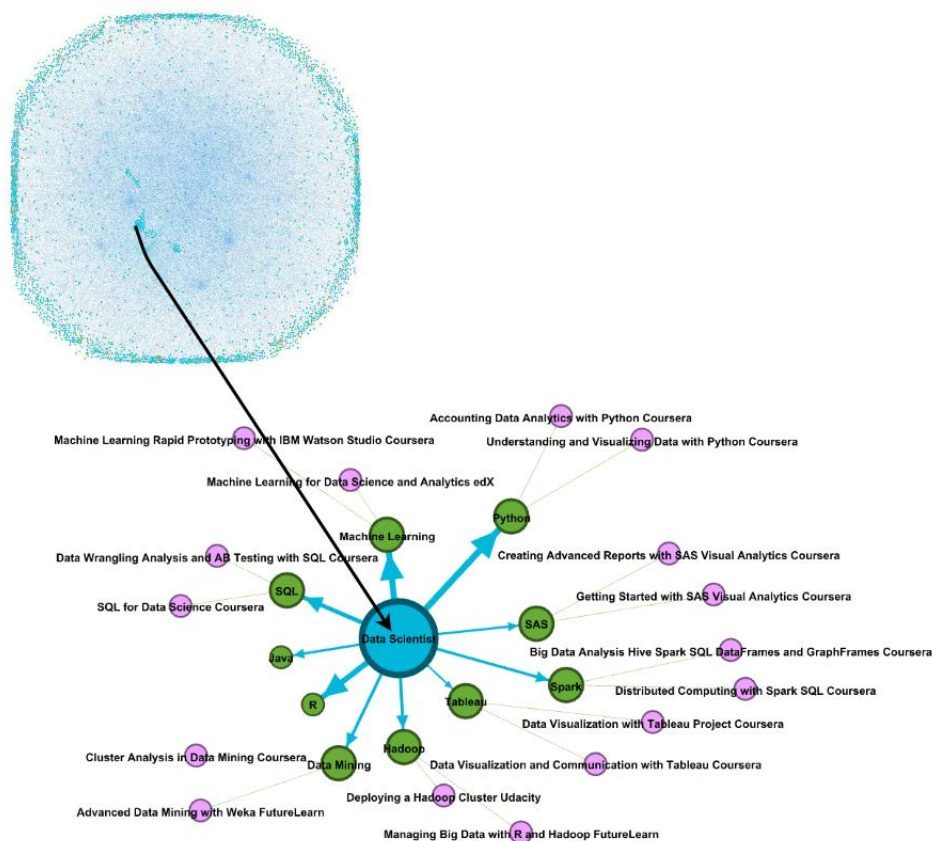 Accounting Data Analytics with Python Coursera
Machine Learning Rapid Prototyping with IBM Watson Studio Coursera
Understanding and Visualizing Data with Python Coursera
Machine Learning for Data Science and Analytics edX
Python
Machine Learning
Data Wrangling Analysis and AB Testing with SQL Coursera
Creating Advanced Reports with SAS Visual Analytics Coursera
SQL
Getting Started with SAS Visual Analytics Coursera
SQL for Data Science Coursera
SAS
Data Scientist
Big Data Analysis Hive Spark SQL DataFrames and GraphFrames Coursera
Java
Spark
Distributed Computing with Spark SQL Coursera
Tableau
R
Data Visualization with Tableau Project Coursera
Hadoop
Cluster Analysis in Data Mining Coursera
Data Mining
Data Visualization and Communication with Tableau Coursera
Deploying a Hadoop Cluster Udacity
Advanced Data Mining with Weka FutureLearn
Managing Big Data with R and Hadoop FutureLearn